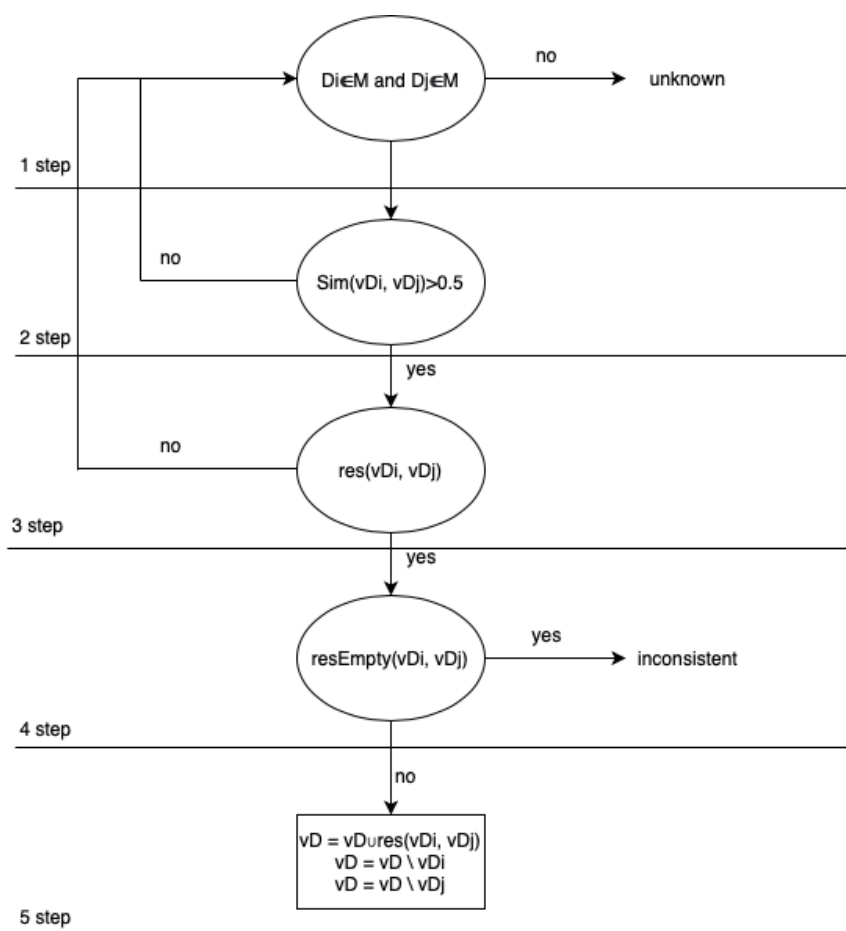 no
Di∈M and Dj∈M
unknown
1 step
no
Sim(vDi, vDj)>0.5
2 step
yes
no
res(vDi, vDj)
3 step
yes
yes
resEmpty(vDi, vDj)
inconsistent
4 step
no
vD = vD∪res(vDi, vDj)
vD = vD \ vDi
vD = vD \ vDj
5 step